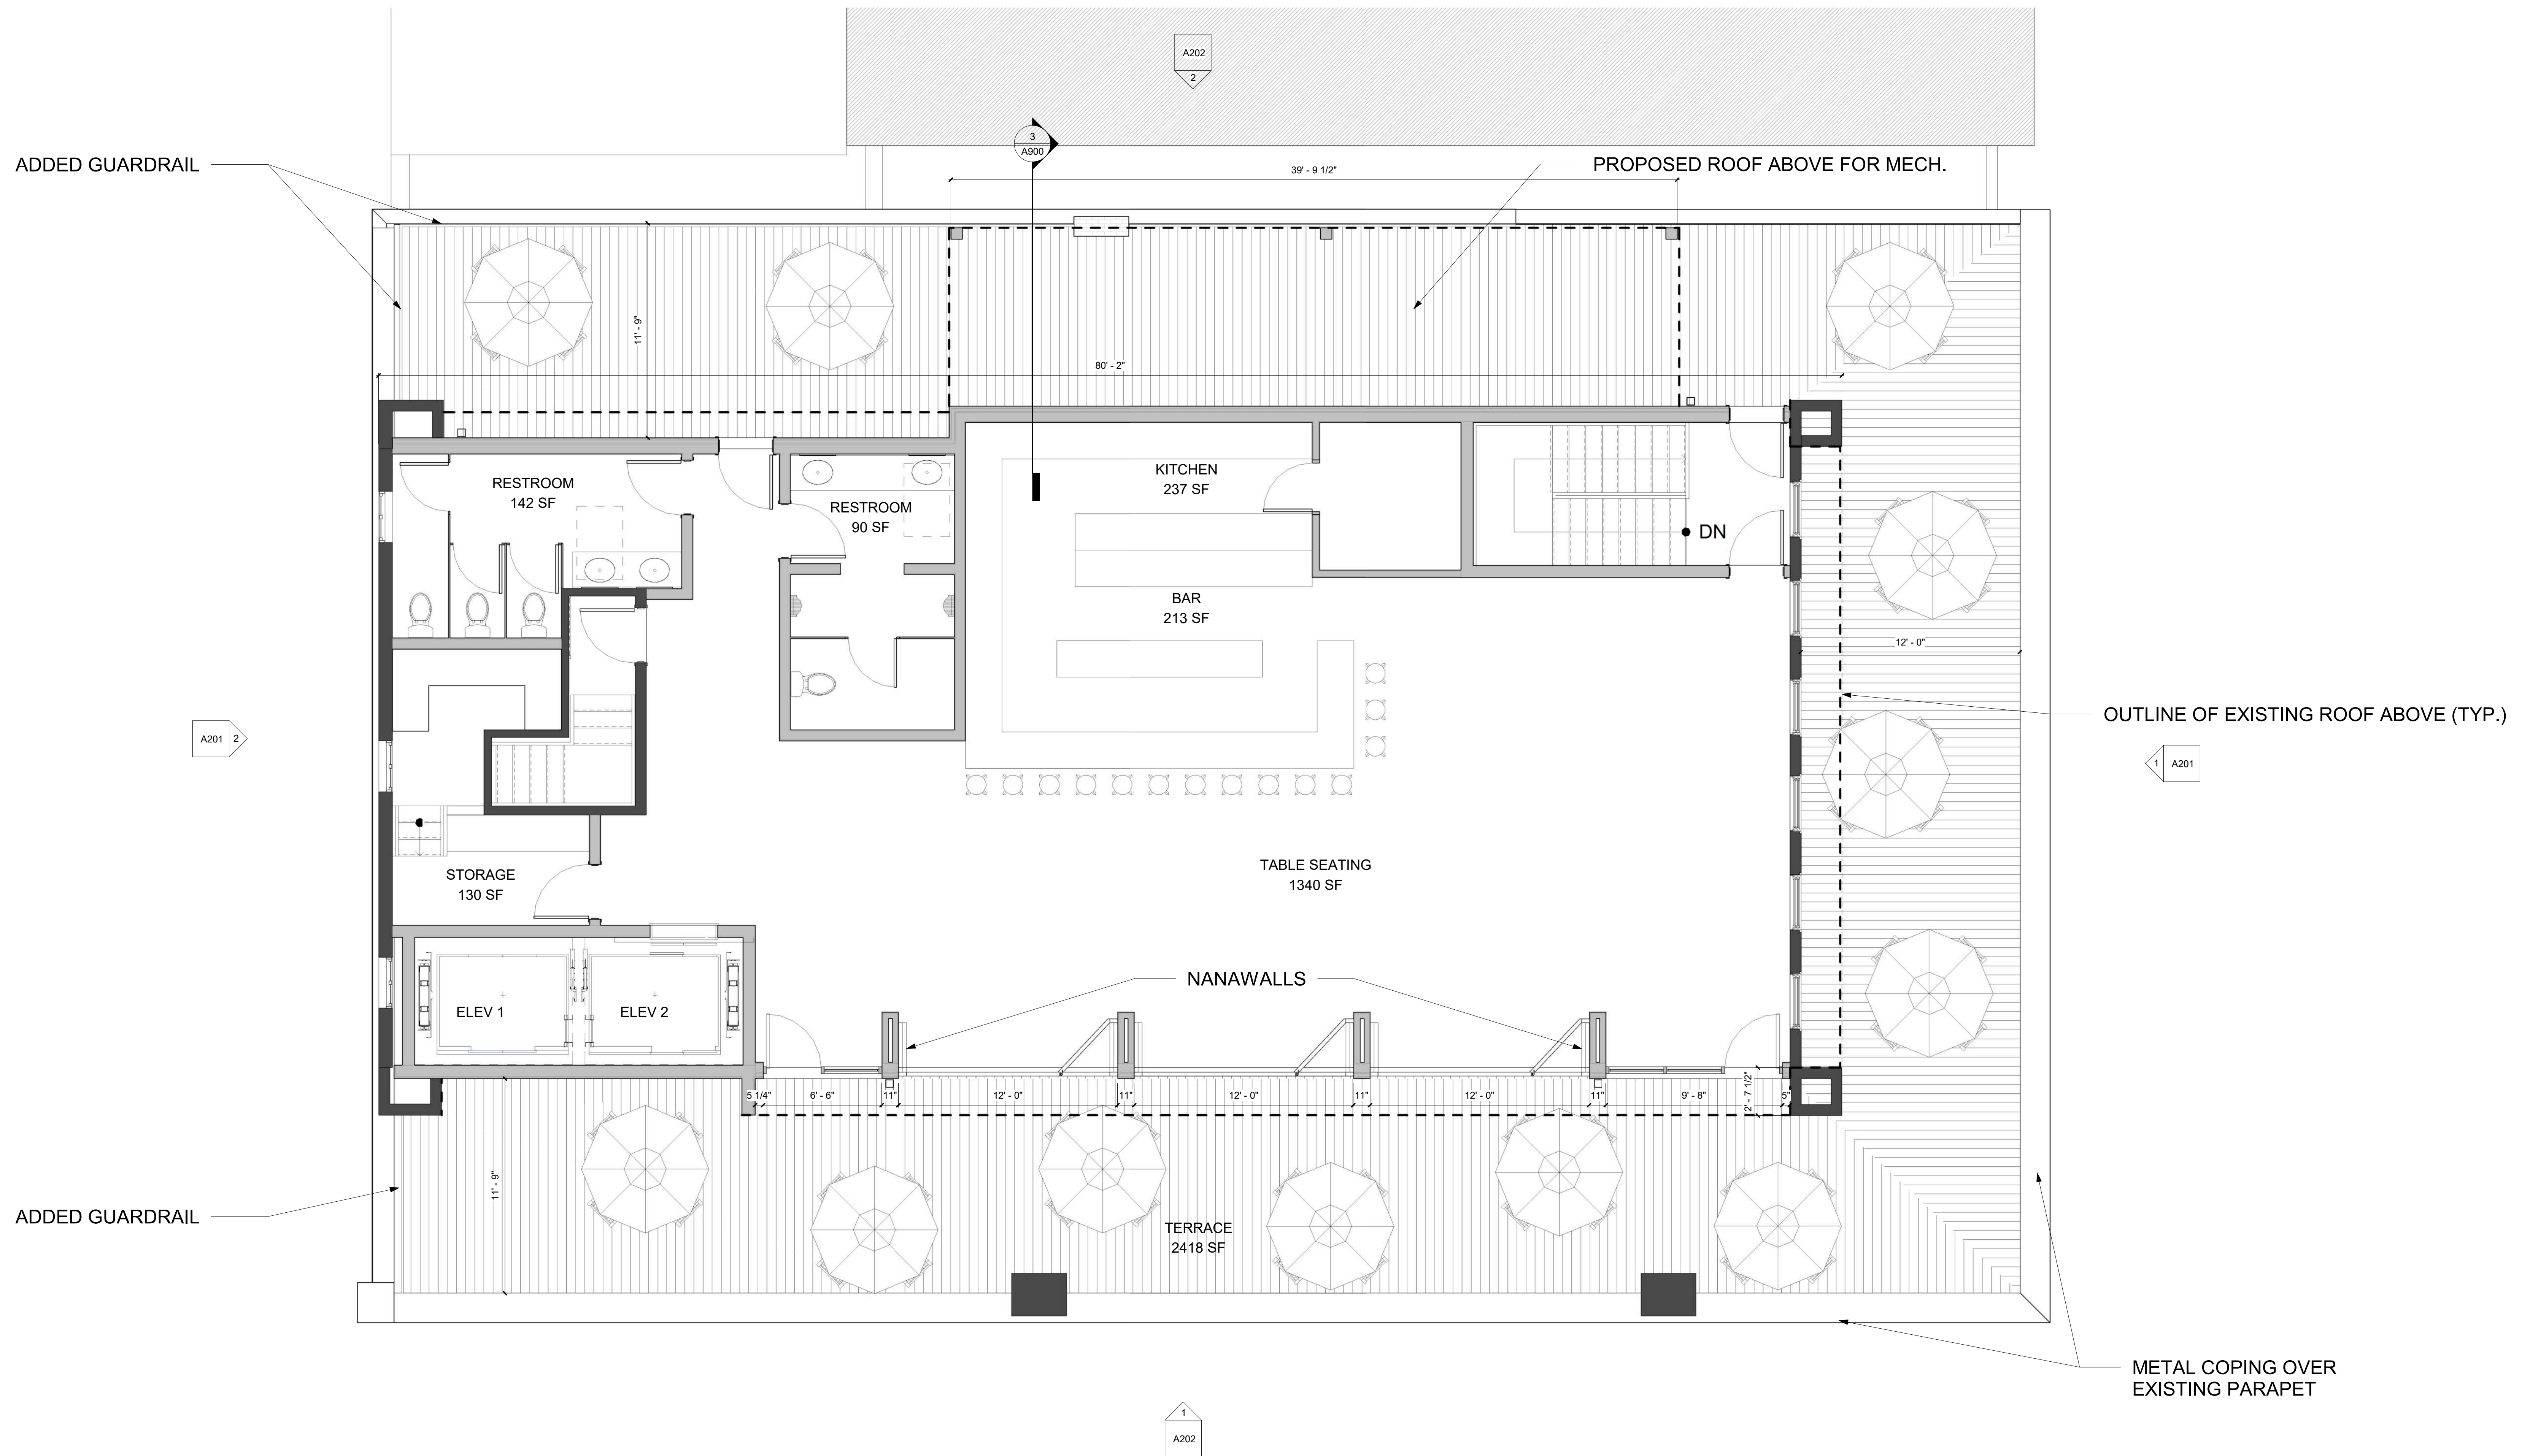 A202
2
3
A900
ADDED GUARDRAIL
39' - 9 1/2"
PROPOSED ROOF ABOVE FOR MECH.
11' - 9"
80' - 2"
RESTROOM
142 SF
RESTROOM
90 SF
KITCHEN
237 SF
DN
BAR
213 SF
12' - 0"
A201
2
OUTLINE OF EXISTING ROOF ABOVE (TYP.)
1
A201
STORAGE
130 SF
TABLE SEATING
1340 SF
NANAWALLS
ELEV 1
ELEV 2
5 1/4"
6' - 6"
11"
12' - 0"
11"
12' - 0"
11"
12' - 0"
11"
9' - 8"
2' - 7 1/2"
5"
11' - 9"
ADDED GUARDRAIL
TERRACE
2418 SF
METAL COPING OVER
EXISTING PARAPET
1
A202